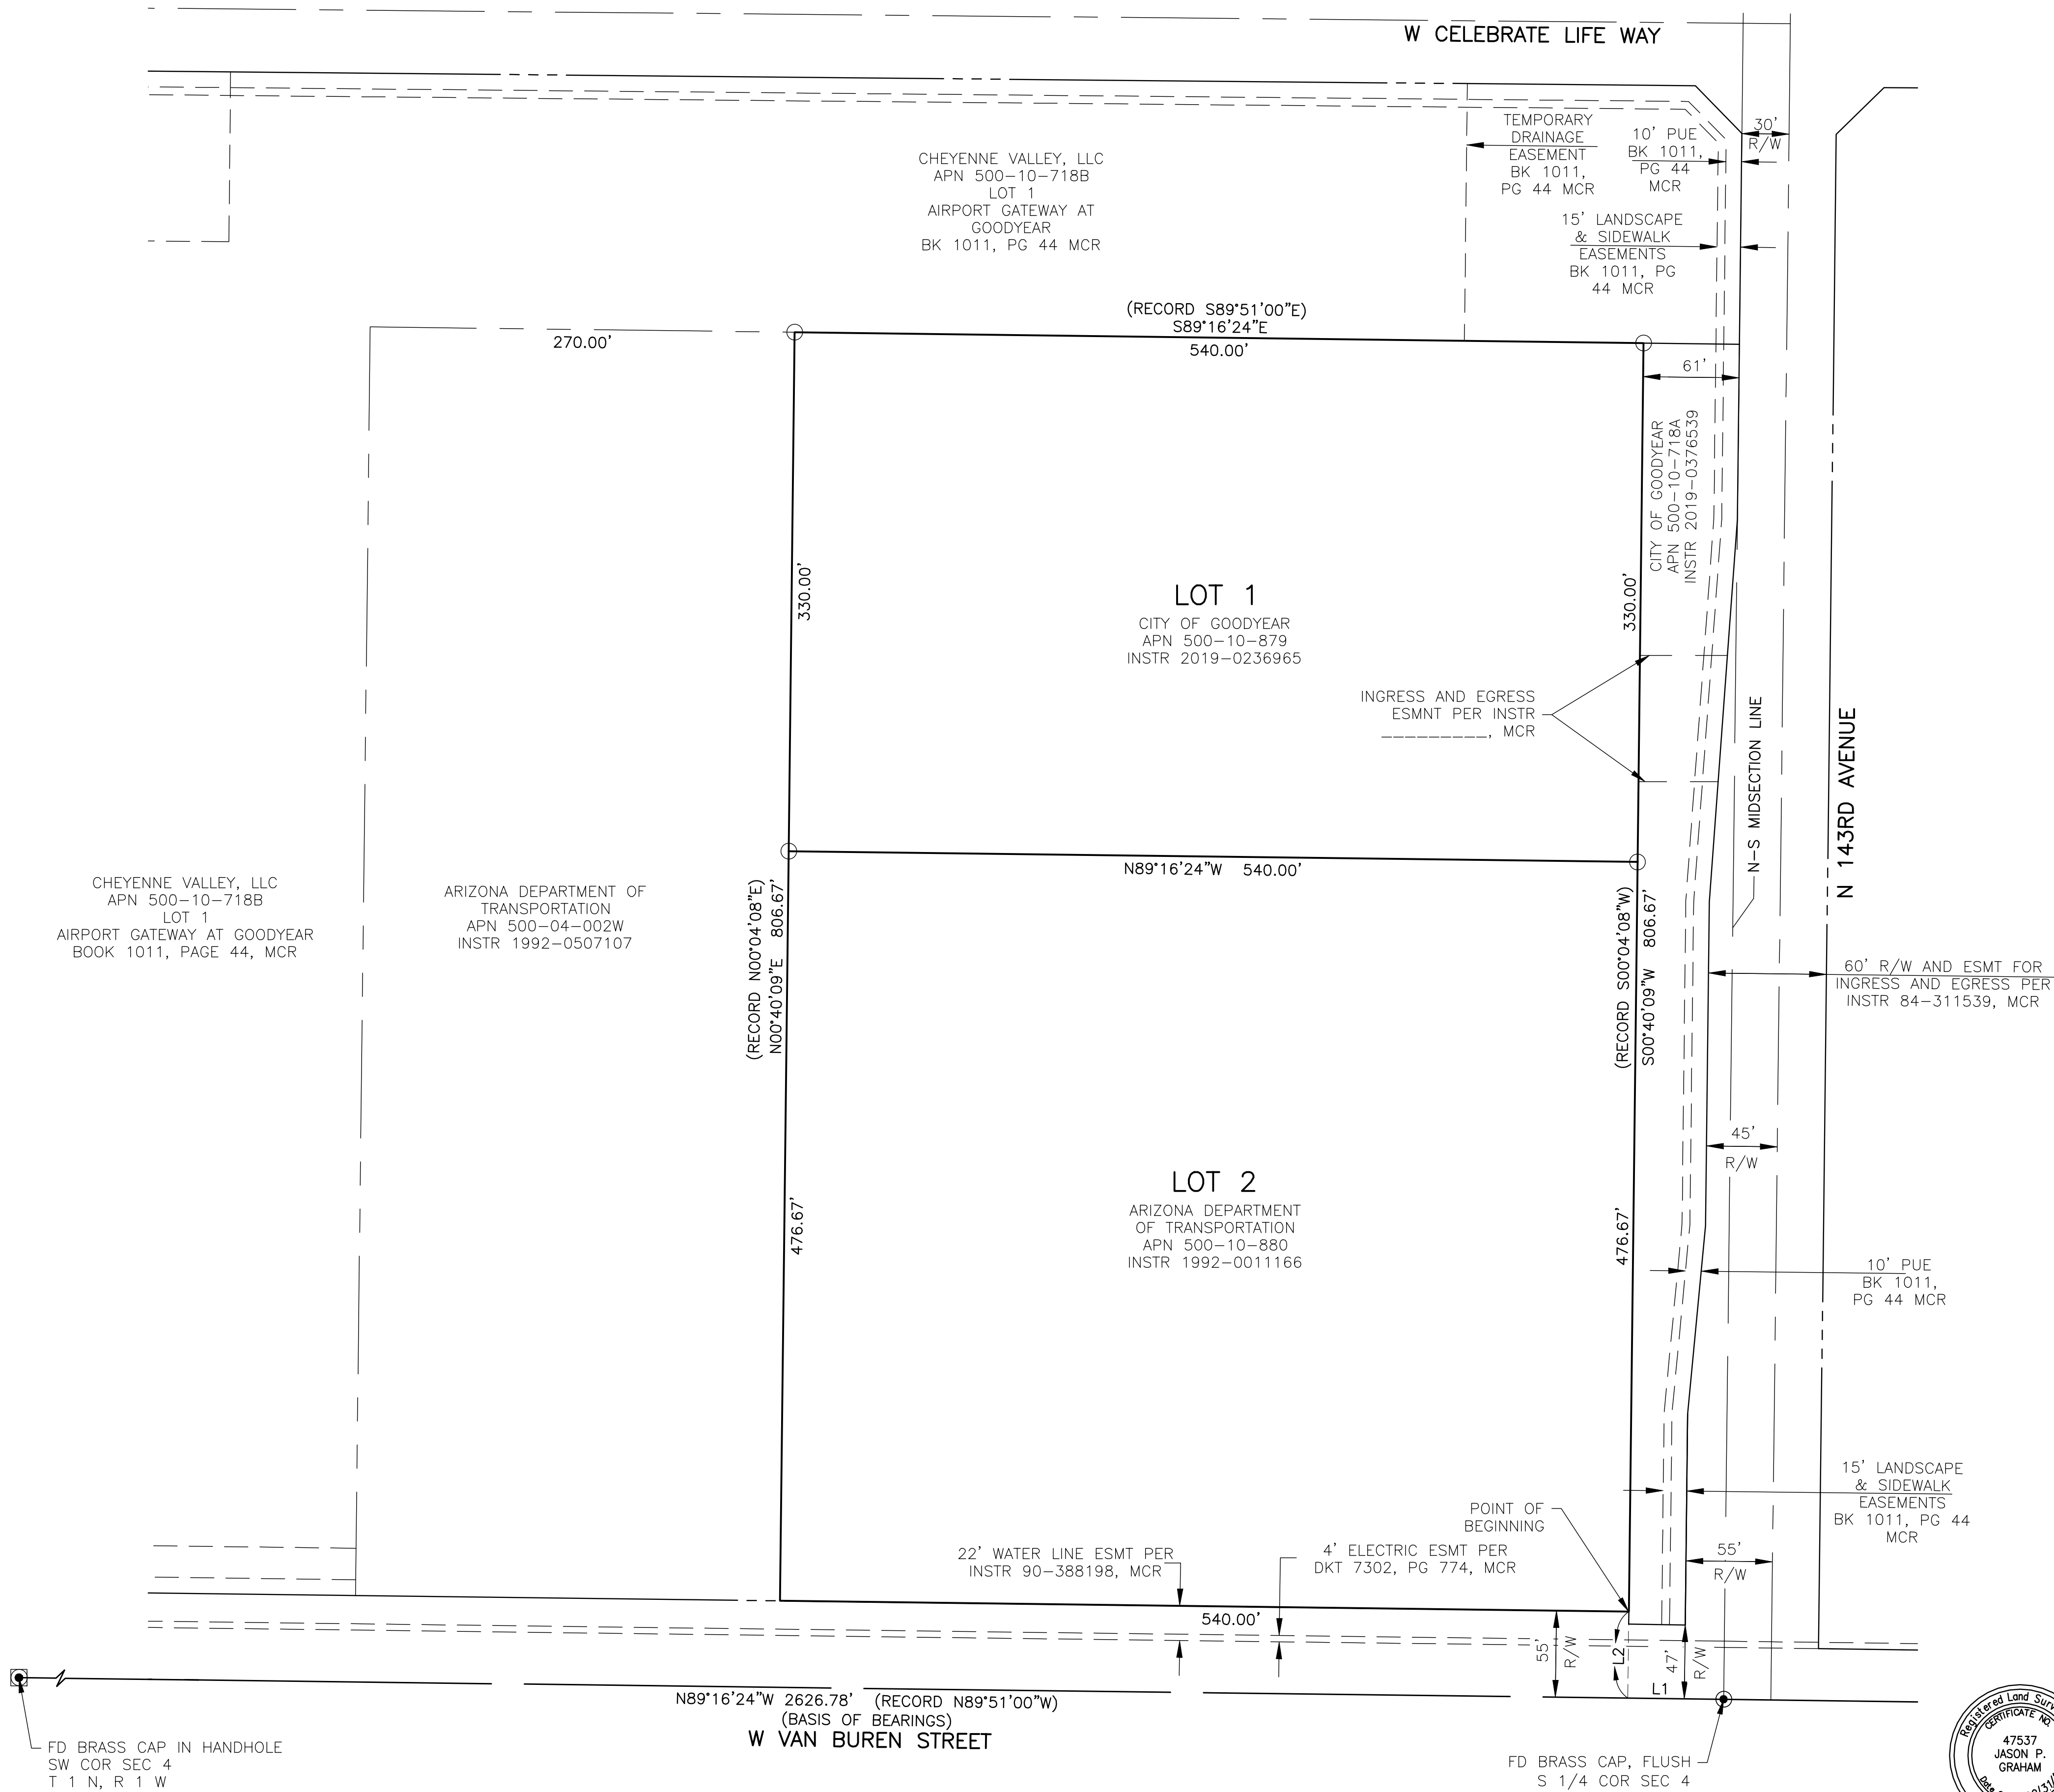 W CELEBRATE LIFE WAY
30'
R/W
TEMPORARY
DRAINAGE
EASEMENT
BK 1011,
PG 44 MCR
10' PUE
BK 1011,
PG 44
MCR
15' LANDSCAPE
& SIDEWALK
EASEMENTS
BK 1011, PG
44 MCR
CHEYENNE VALLEY, LLC
APN 500-10-718B
LOT 1
AIRPORT GATEWAY AT
GOODYEAR
BK 1011, PG 44 MCR
(RECORD S89°51'00"E)
S89°16'24"E
540.00'
270.00'
61'
CITY OF GOODYEAR
APN 500-10-718A
INSTR 2019-0376539
330.00'
330.00'
LOT 1
CITY OF GOODYEAR
APN 500-10-879
INSTR 2019-0236965
INGRESS AND EGRESS
ESMNT PER INSTR
_________, MCR
N-S MIDSECTION LINE
N 143RD AVENUE
N89°16'24"W 540.00'
CHEYENNE VALLEY, LLC
APN 500-10-718B
LOT 1
AIRPORT GATEWAY AT GOODYEAR
BOOK 1011, PAGE 44, MCR
ARIZONA DEPARTMENT OF
TRANSPORTATION
APN 500-04-002W
INSTR 1992-0507107
(RECORD N00°04'08"E)
N00°40'09"E 806.67'
(RECORD S00°04'08"W)
S00°40'09"W 806.67'
60' R/W AND ESMT FOR
INGRESS AND EGRESS PER
INSTR 84-311539, MCR
45'
R/W
LOT 2
ARIZONA DEPARTMENT
OF TRANSPORTATION
APN 500-10-880
INSTR 1992-0011166
476.67'
476.67'
10' PUE
BK 1011,
PG 44 MCR
15' LANDSCAPE
& SIDEWALK
EASEMENTS
BK 1011, PG 44
MCR
POINT OF
BEGINNING
22' WATER LINE ESMT PER
INSTR 90-388198, MCR
4' ELECTRIC ESMT PER
DKT 7302, PG 774, MCR
55'
R/W
540.00'
55'
R/W
L2
47'
R/W
L1
N89°16'24"W 2626.78' (RECORD N89°51'00"W)
(BASIS OF BEARINGS)
W VAN BUREN STREET
FD BRASS CAP IN HANDHOLE
SW COR SEC 4
T 1 N, R 1 W
FD BRASS CAP, FLUSH
S 1/4 COR SEC 4
Registered Land
CERTIFICATE NO.
47537
JASON P.
GRAHAM